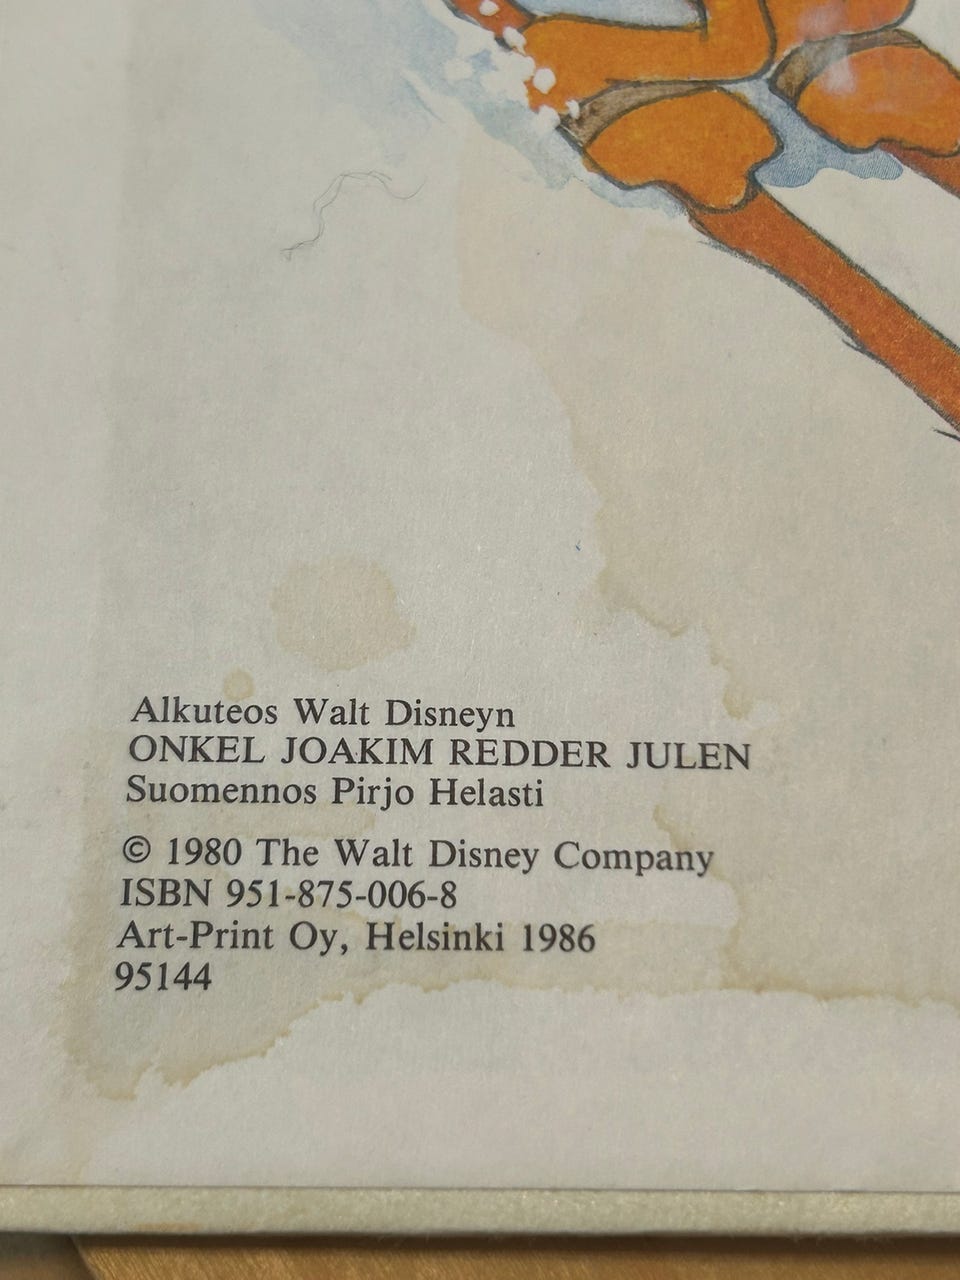 Alkuteos Walt Disneyn
ONKEL JOAKIM REDDER JULEN
Suomennos Pirjo Helasti
© 1980 The Walt Disney Company
ISBN 951-875-006-8
Art-Print Oy, Helsinki 1986
95144